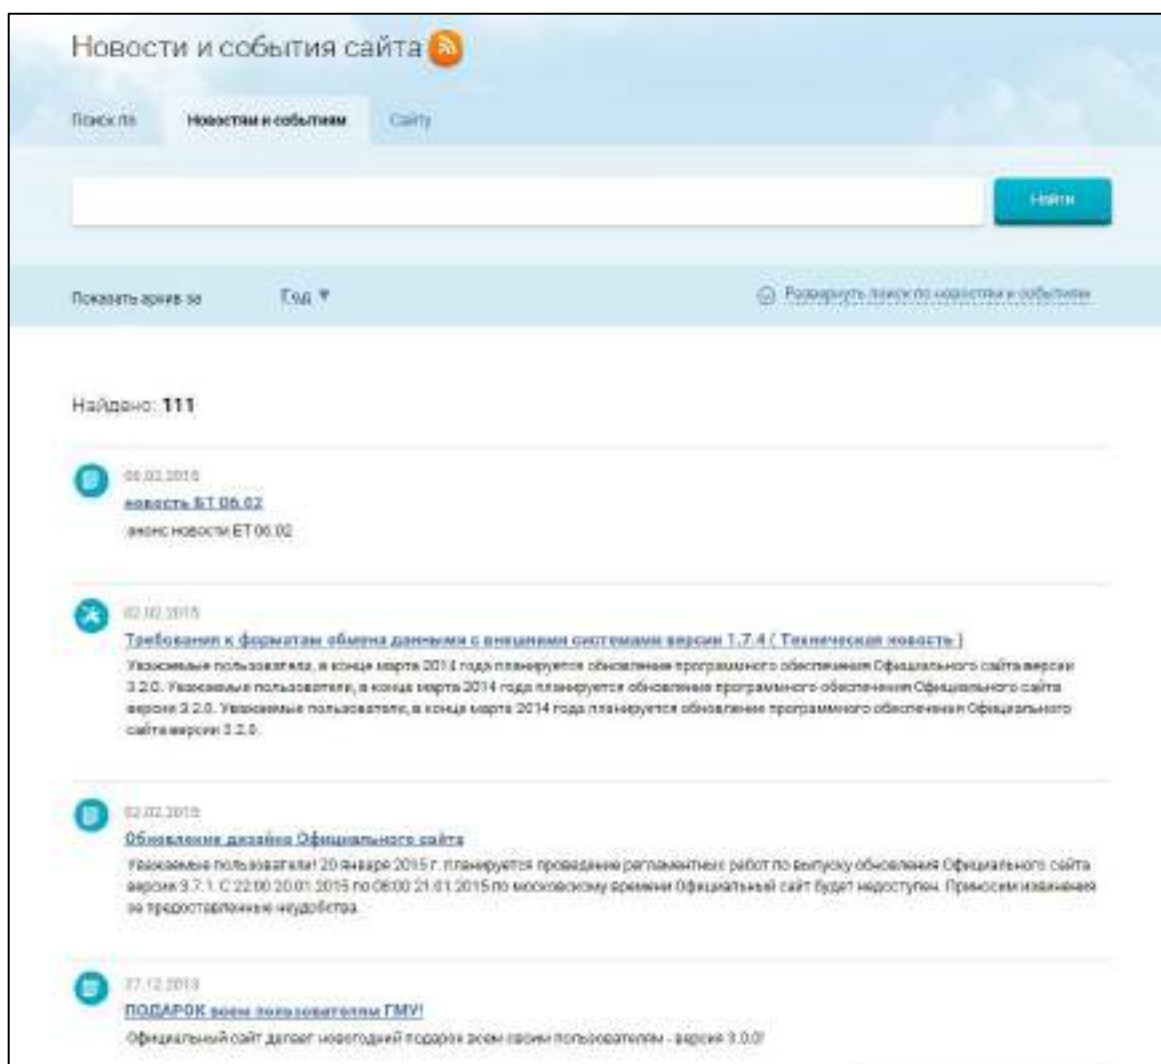 Новости и события сайта
Поиск по Новостям и событиям Сайту
Найти
Показать архив за Год ▼ Развернуть поиск по новостям и событиям
Найдено: 111
06.02.2015
новость БТ 06.02
анонс новости БТ 06.02
02.02.2015
Требования к форматам обмена данными с внешними системами версии 1.7.4 ( Техническая новость )
Уважаемые пользователи, в конце марта 2014 года планируется обновление программного обеспечения Официального сайта версии
3.2.0. Уважаемые пользователи, в конце марта 2014 года планируется обновление программного обеспечения Официального сайта
версии 3.2.0. Уважаемые пользователи, в конце марта 2014 года планируется обновление программного обеспечения Официального
сайта версии 3.2.0.
02.02.2015
Обновление дизайна Официального сайта
Уважаемые пользователи! 20 января 2015 г. планируется проведение регламентных работ по выпуску обновления Официального сайта
версии 3.7.1. С 22:00 20.01.2015 по 06:00 21.01.2015 по московскому времени Официальный сайт будет недоступен. Приносим извинения
за предоставленные неудобства.
27.12.2013
ПОДАРОК всем пользователям ГМУ!
Официальный сайт делает новогодний подарок всем своим пользователям - версия 3.0.0!